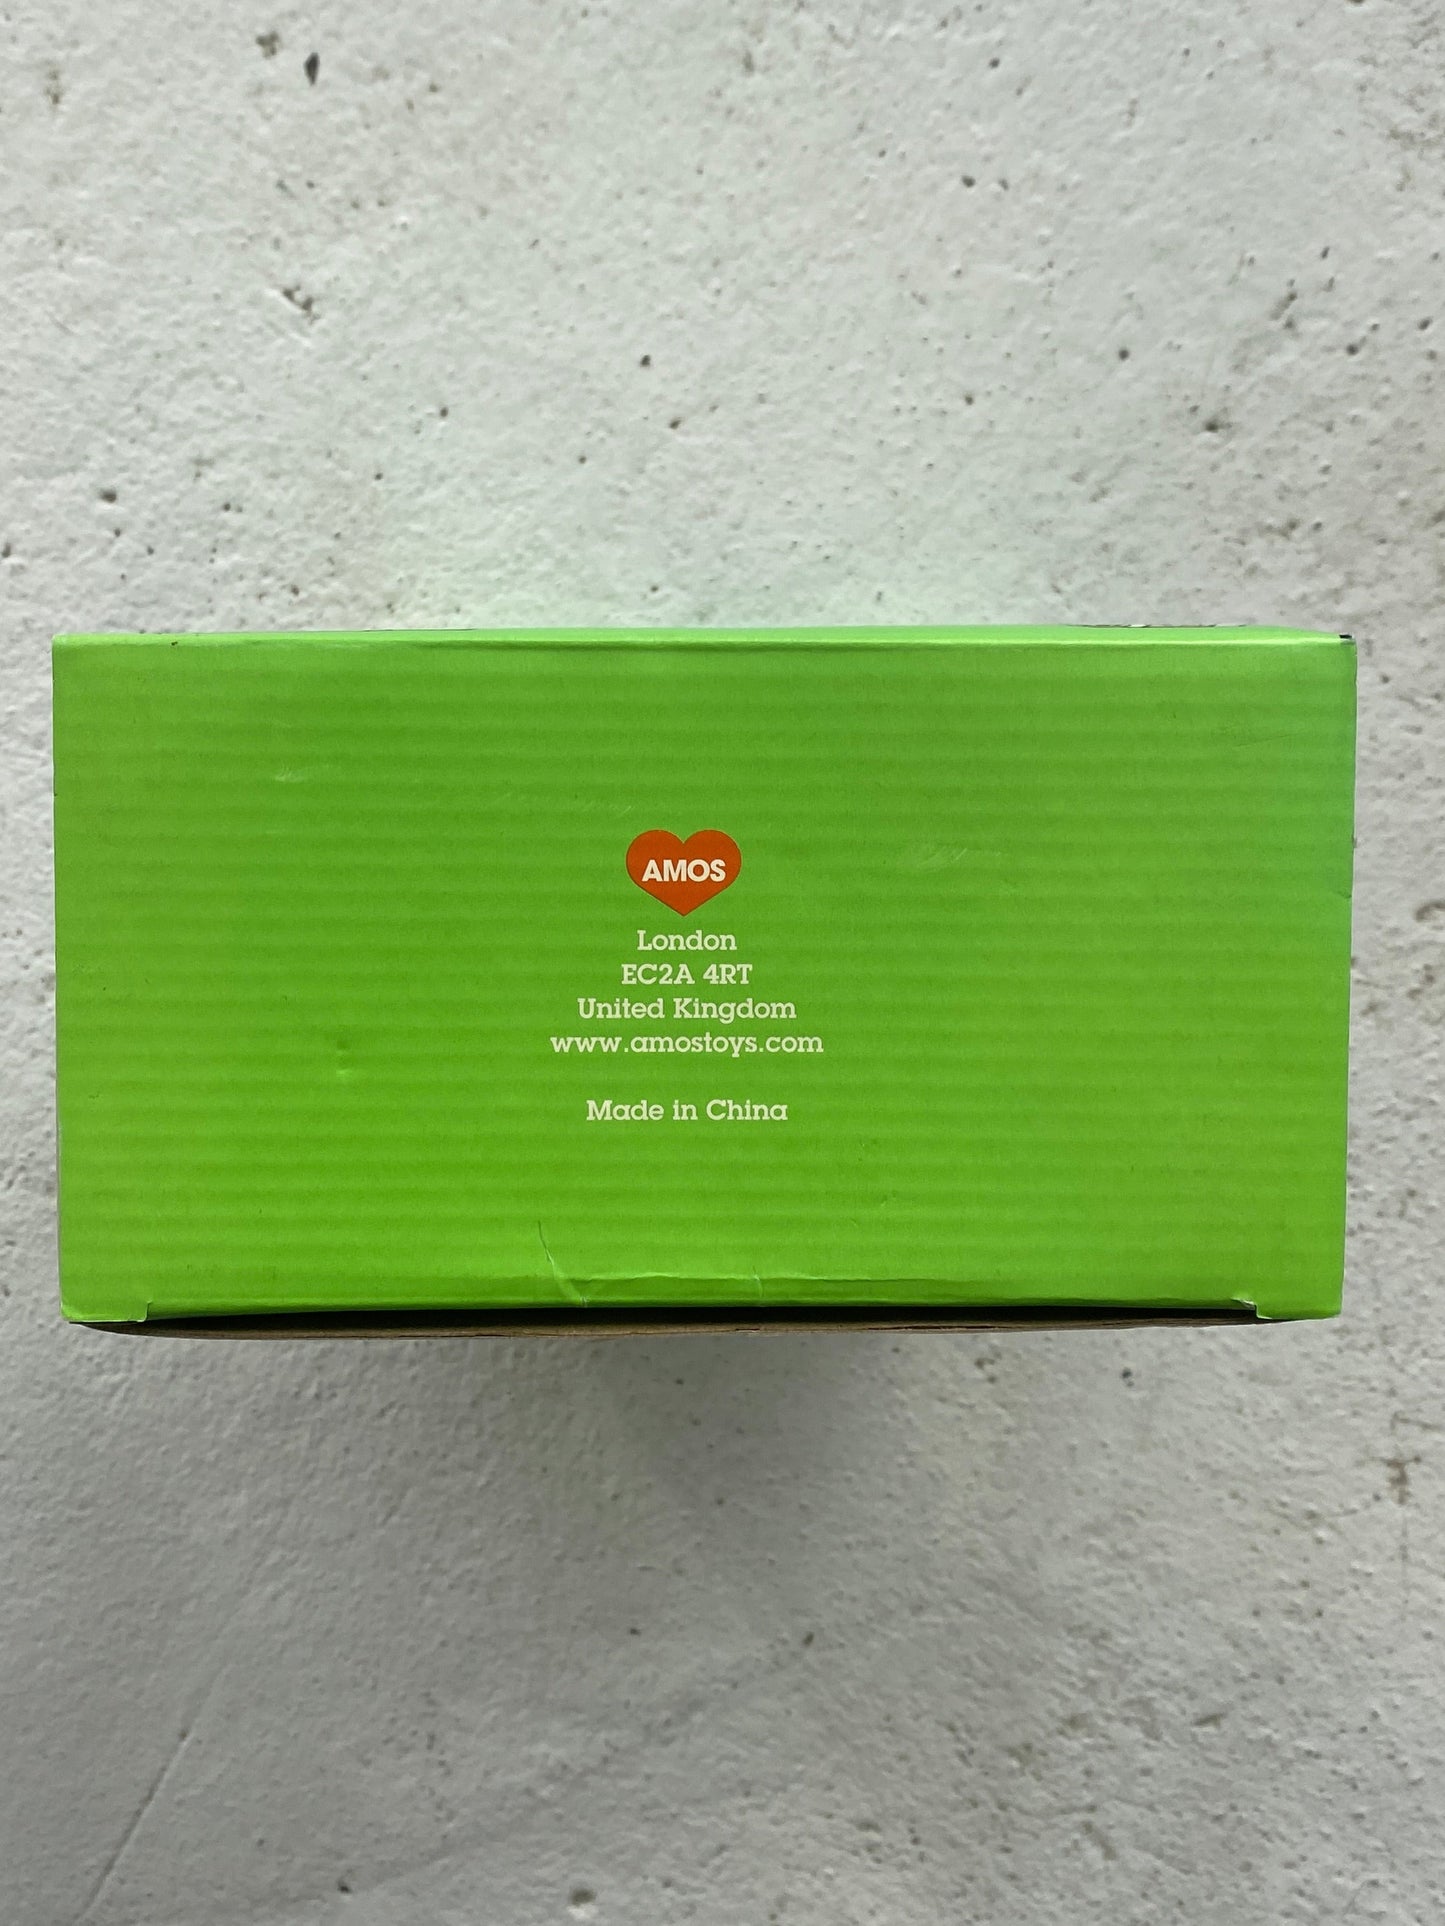 AMOS
London
EC2A 4RT
United Kingdom
www.amostoys.com
Made in China